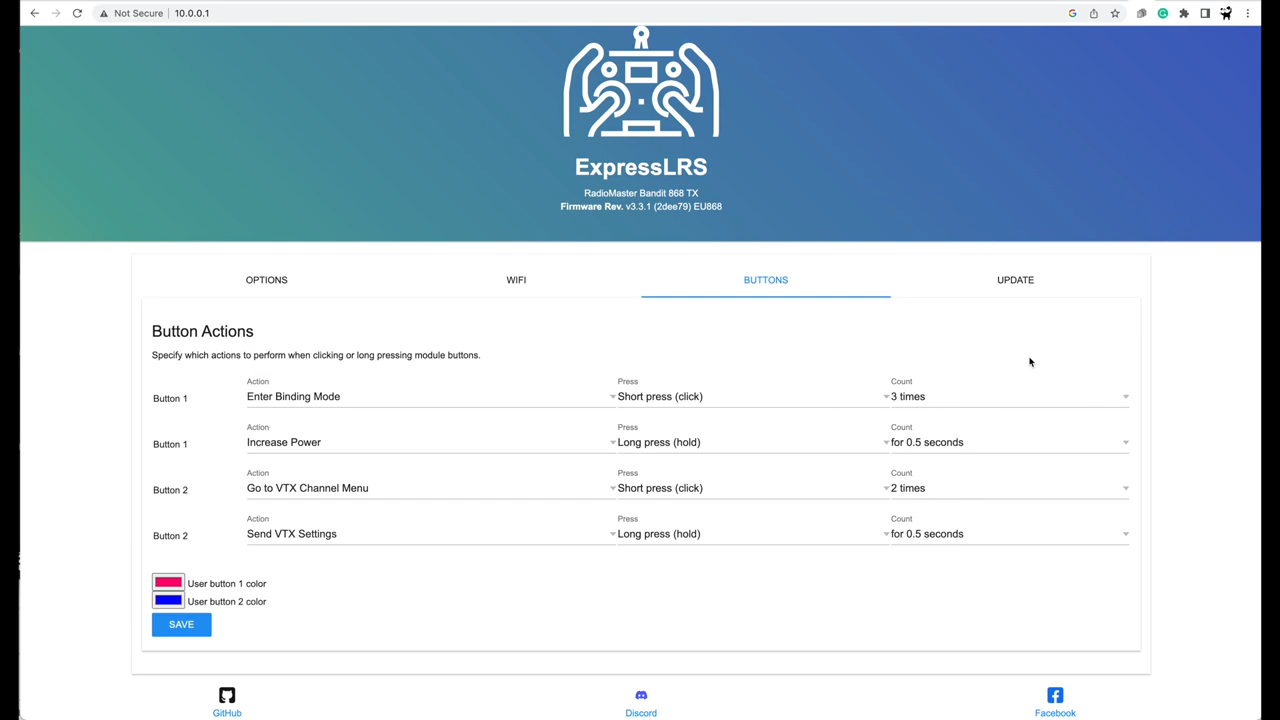 Not Secure
10.0.0.1
ExpressLRS
RadioMaster Bandit 868 TX
Firmware Rev. v3.3.1 (2dee79) EU868
OPTIONS
WIFI
BUTTONS
UPDATE
Button Actions
Specify which actions to perform when clicking or long pressing module buttons.
Action
Press
Count
Button 1
Enter Binding Mode
Short press (click)
3 times
Action
Press
Count
Button 1
Increase Power
Long press (hold)
for 0.5 seconds
Action
Press
Count
Button 2
Go to VTX Channel Menu
Short press (click)
2 times
Action
Press
Count
Button 2
Send VTX Settings
Long press (hold)
for 0.5 seconds
User button 1 color
User button 2 color
SAVE
GitHub
Discord
Facebook